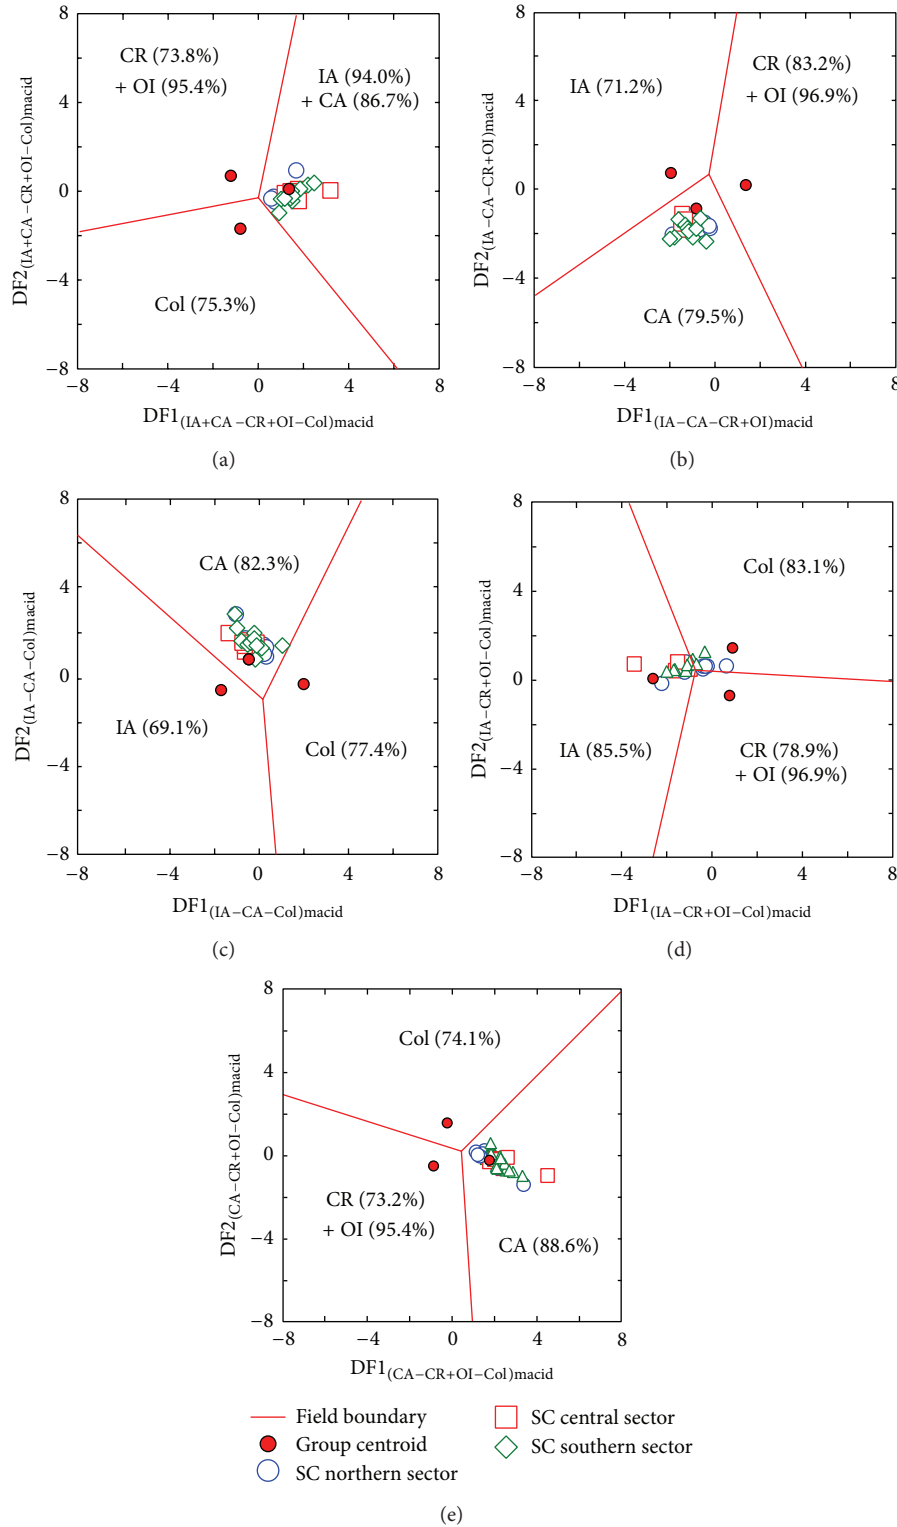 8
4
0
−4
−8
DF2(IA+CA−CR+OI−Col)macid
CR (73.8%)
+ OI (95.4%)
IA (94.0%)
+ CA (86.7%)
Col (75.3%)
−8 −4 0 4 8
DF1(IA+CA−CR+OI−Col)macid
(a)
8
4
0
−4
−8
DF2(IA−CA−CR+OI)macid
IA (71.2%)
CR (83.2%)
+ OI (96.9%)
CA (79.5%)
−8 −4 0 4 8
DF1(IA−CA−CR+OI)macid
(b)
8
4
0
−4
−8
DF2(IA−CA−Col)macid
CA (82.3%)
IA (69.1%)
Col (77.4%)
−8 −4 0 4 8
DF1(IA−CA−Col)macid
(c)
8
4
0
−4
−8
DF2(IA−CR+OI−Col)macid
Col (83.1%)
IA (85.5%)
CR (78.9%)
+ OI (96.9%)
−8 −4 0 4 8
DF1(IA−CR+OI−Col)macid
(d)
8
4
0
−4
−8
DF2(CA−CR+OI−Col)macid
Col (74.1%)
CR (73.2%)
+ OI (95.4%)
CA (88.6%)
−8 −4 0 4 8
DF1(CA−CR+OI−Col)macid
Field boundary
Group centroid
SC northern sector
SC central sector
SC southern sector
(e)